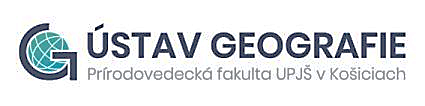 ÚSTAV GEOGRAFIE
Prírodovedecká fakulta UPJŠ v Košiciach